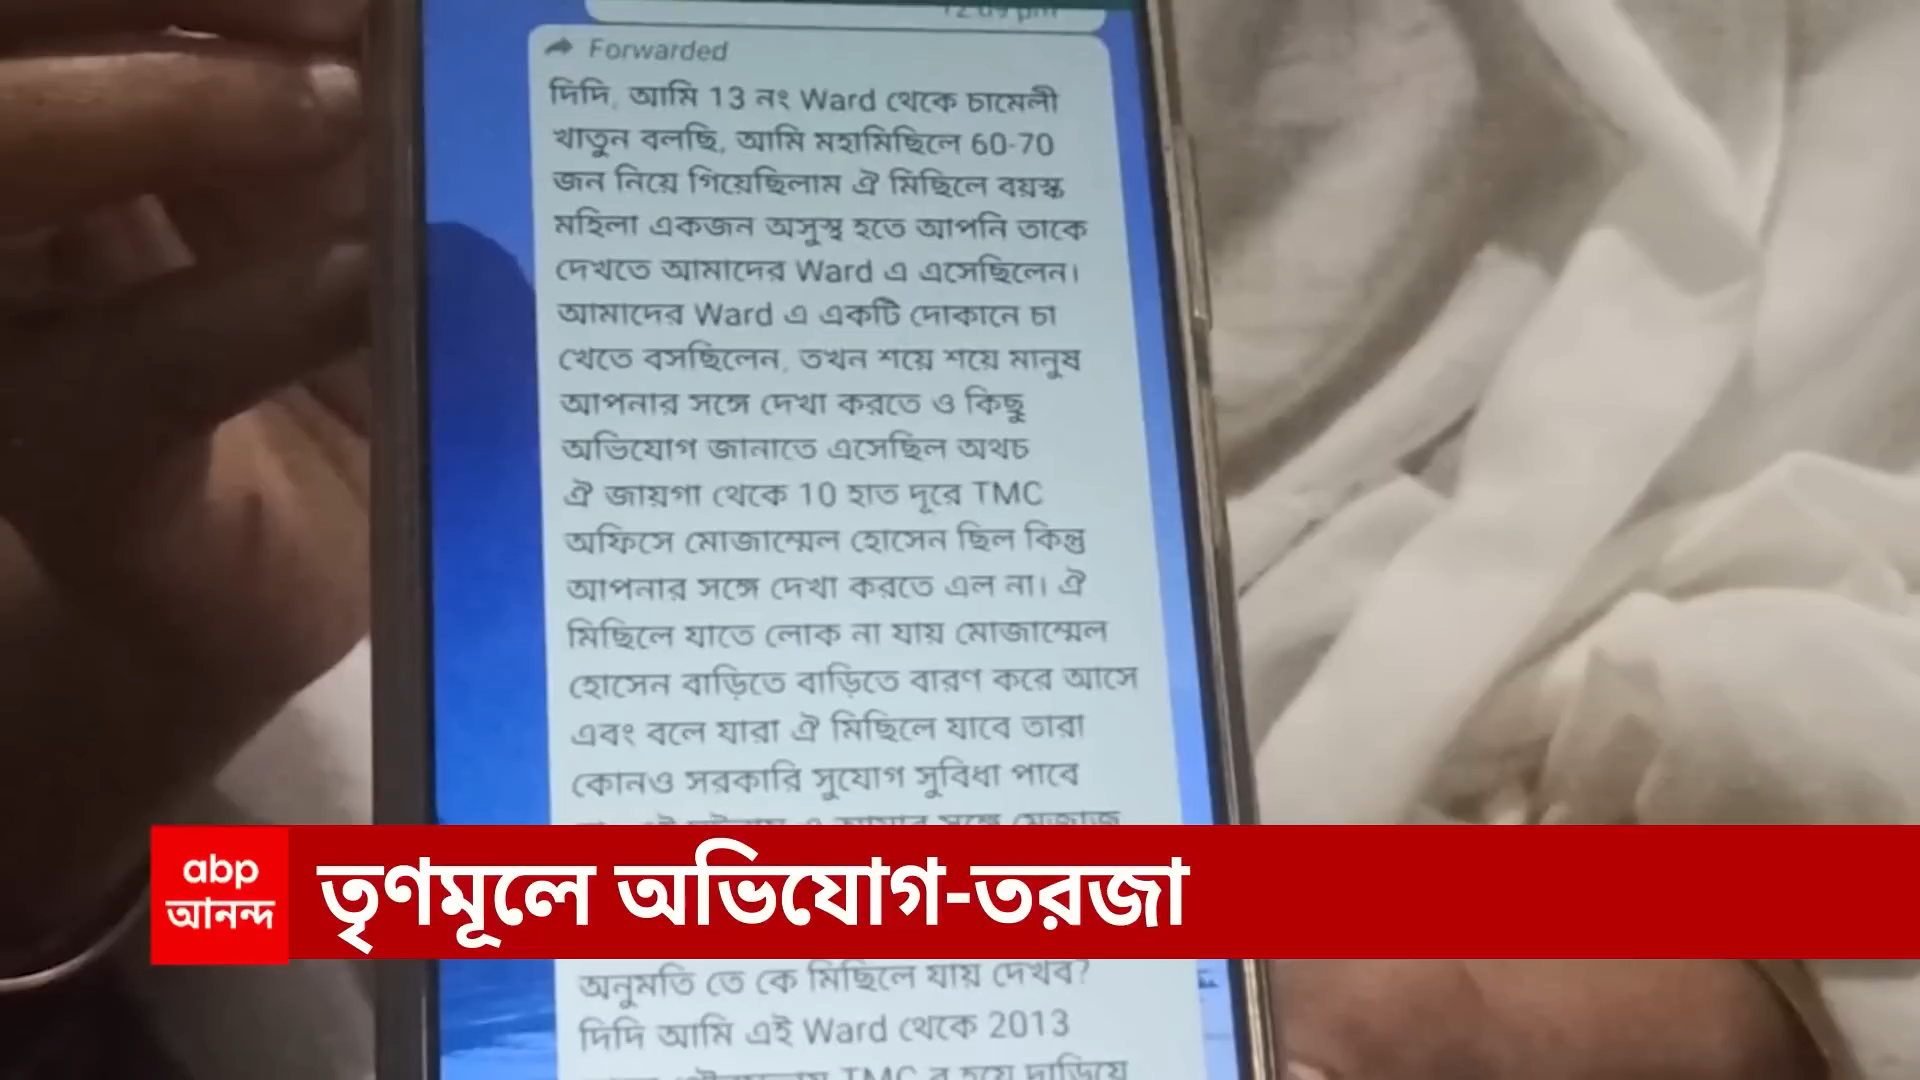 Forwarded
দিদি, আমি 13 নং Ward থেকে চামেলী
খাতুন বলছি, আমি মহামিছিলে 60-70
জন নিয়ে গিয়েছিলাম ঐ মিছিলে বয়স্ক
মহিলা একজন অসুস্থ হতে আপনি তাকে
দেখতে আমাদের Ward এ এসেছিলেন।
আমাদের Ward এ একটি দোকানে চা
খেতে বসছিলেন, তখন শয়ে শয়ে মানুষ
আপনার সঙ্গে দেখা করতে ও কিছু
অভিযোগ জানাতে এসেছিল অথচ
ঐ জায়গা থেকে 10 হাত দূরে TMC
অফিসে মোজাম্মেল হোসেন ছিল কিন্তু
আপনার সঙ্গে দেখা করতে এল না। ঐ
মিছিলে যাতে লোক না যায় মোজাম্মেল
হোসেন বাড়িতে বাড়িতে বারণ করে আসে
এবং বলে যারা ঐ মিছিলে যাবে তারা
কোনও সরকারি সুযোগ সুবিধা পাবে
abp
আনন্দ
তৃণমূলে অভিযোগ-তরজা
অনুমতি তে কে মিছিলে যায় দেখব?
দিদি আমি এই Ward থেকে 2013
TMC র হয়ে দাড়িয়ে